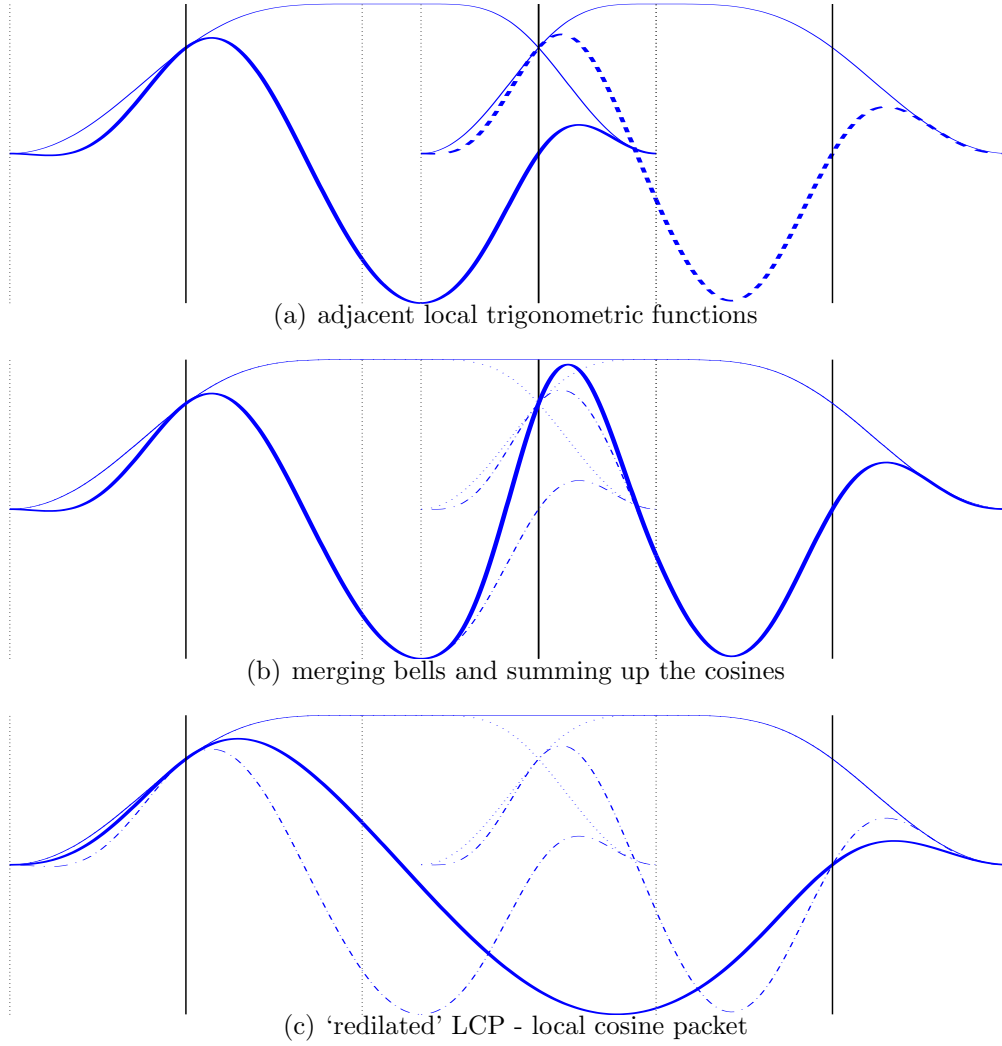 (a) adjacent local trigonometric functions
(b) merging bells and summing up the cosines
(c) ‘redilated’ LCP - local cosine packet